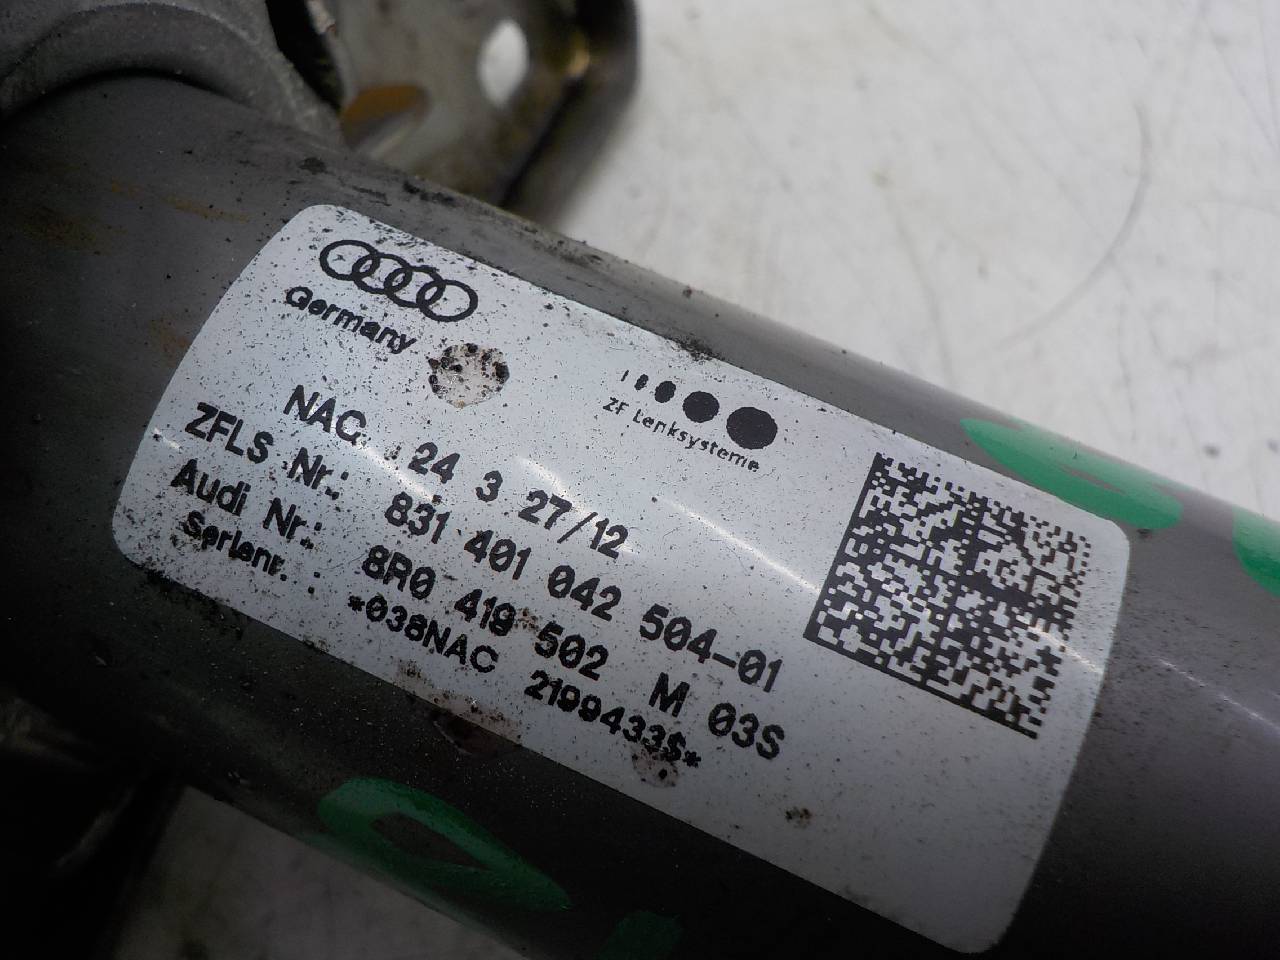 Germany
ZF Lenksysteme
NAC 24 3 27/12
ZFLS Nr.: 831 401 042 504-01
Audi Nr.: 8R0 419 502 M 03S
Seriennr. : *038NAC 2199433$*